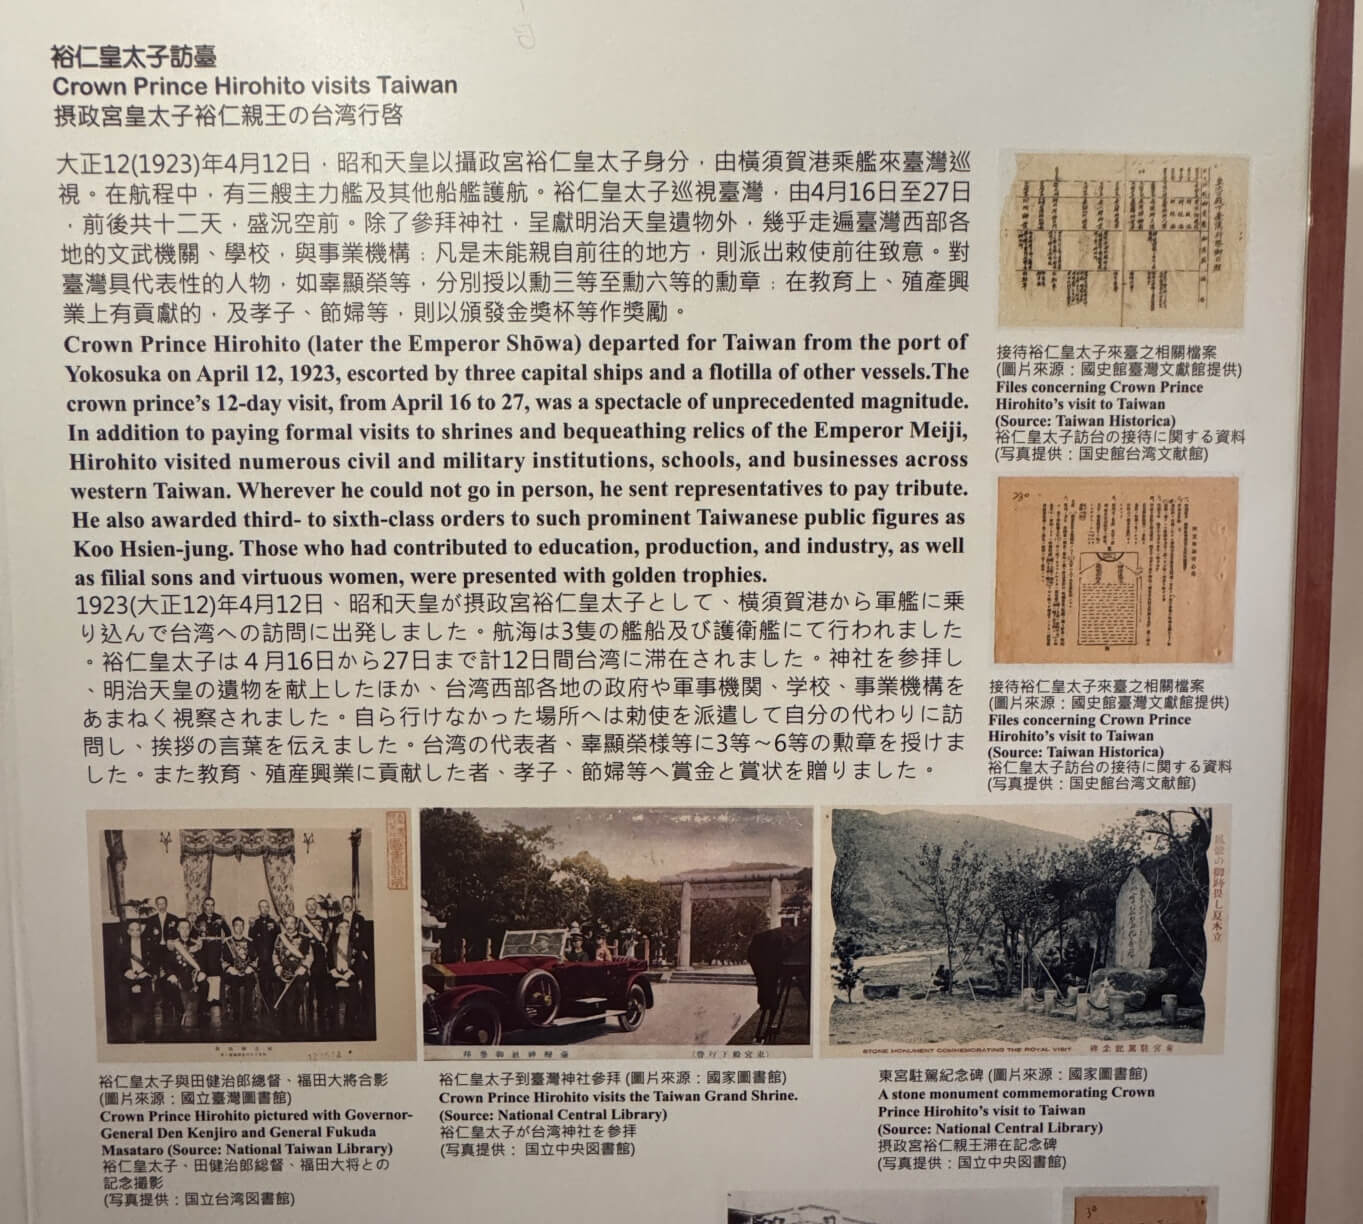 裕仁皇太子訪臺
Crown Prince Hirohito visits Taiwan
摂政宮皇太子裕仁親王の台湾行啓
大正12(1923)年4月12日，昭和天皇以攝政宮裕仁皇太子身分，由橫須賀港乘艦來臺灣巡
視。在航程中，有三艘主力艦及其他船艦護航。裕仁皇太子巡視臺灣，由4月16日至27日
，前後共十二天，盛況空前。除了參拜神社，呈獻明治天皇遺物外，幾乎走遍臺灣西部各
地的文武機關、學校，與事業機構；凡是未能親自前往的地方，則派出敕使前往致意。對
臺灣具代表性的人物，如辜顯榮等，分別授以勳三等至勳六等的勳章；在教育上、殖產興
業上有貢獻的，及孝子、節婦等，則以頒發金獎杯等作獎勵。
Crown Prince Hirohito (later the Emperor Shōwa) departed for Taiwan from the port of
Yokosuka on April 12, 1923, escorted by three capital ships and a flotilla of other vessels.The
crown prince's 12-day visit, from April 16 to 27, was a spectacle of unprecedented magnitude.
In addition to paying formal visits to shrines and bequeathing relics of the Emperor Meiji,
Hirohito visited numerous civil and military institutions, schools, and businesses across
western Taiwan. Wherever he could not go in person, he sent representatives to pay tribute.
He also awarded third- to sixth-class orders to such prominent Taiwanese public figures as
Koo Hsien-jung. Those who had contributed to education, production, and industry, as well
as filial sons and virtuous women, were presented with golden trophies.
1923(大正12)年4月12日、昭和天皇が摂政宮裕仁皇太子として、横須賀港から軍艦に乗
り込んで台湾への訪問に出発しました。航海は3隻の艦船及び護衛艦にて行われました
。裕仁皇太子は４月16日から27日まで計12日間台湾に滞在されました。神社を参拝し
、明治天皇の遺物を献上したほか、台湾西部各地の政府や軍事機関、学校、事業機構を
あまねく視察されました。自ら行けなかった場所へは勅使を派遣して自分の代わりに訪
問し、挨拶の言葉を伝えました。台湾の代表者、辜顯榮様等に3等～6等の勲章を授けま
した。また教育、殖産興業に貢献した者、孝子、節婦等へ賞金と賞状を贈りました。
接待裕仁皇太子來臺之相關檔案
(圖片來源：國史館臺灣文獻館提供)
Files concerning Crown Prince
Hirohito's visit to Taiwan
(Source: Taiwan Historica)
裕仁皇太子訪台の接待に関する資料
(写真提供：国史館台湾文献館)
接待裕仁皇太子來臺之相關檔案
(圖片來源：國史館臺灣文獻館提供)
Files concerning Crown Prince
Hirohito's visit to Taiwan
(Source: Taiwan Historica)
裕仁皇太子訪台の接待に関する資料
(写真提供：国史館台湾文献館)
臺灣神社御參拜
STONE MONUMENT COMMEMORATING THE ROYAL VISIT
裕仁皇太子與田健治郎總督、福田大將合影
(圖片來源：國立臺灣圖書館)
Crown Prince Hirohito pictured with Governor-
General Den Kenjiro and General Fukuda
Masataro (Source: National Taiwan Library)
裕仁皇太子、田健治郎総督、福田大将との
記念撮影
(写真提供：国立台湾図書館)
裕仁皇太子到臺灣神社參拜 (圖片來源：國家圖書館)
Crown Prince Hirohito visits the Taiwan Grand Shrine.
(Source: National Central Library)
裕仁皇太子が台湾神社を参拝
(写真提供： 国立中央図書館)
東宮駐駕紀念碑 (圖片來源：國家圖書館)
A stone monument commemorating Crown
Prince Hirohito's visit to Taiwan
(Source: National Central Library)
摂政宮裕仁親王滞在記念碑
(写真提供：国立中央図書館)